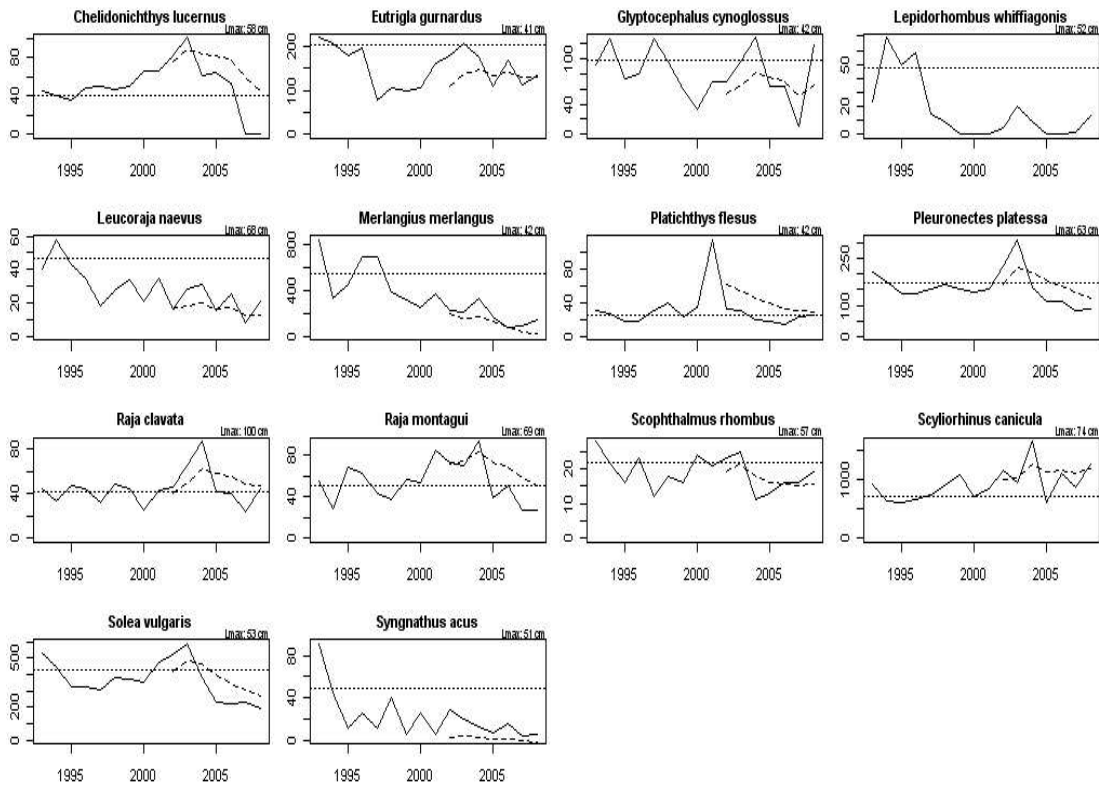 Chelidonichthys lucernus
Lmax: 58 cm
0 40 80
1995 2000 2005
Eutrigla gurnardus
Lmax: 41 cm
0 100 200
1995 2000 2005
Glyptocephalus cynoglossus
Lmax: 42 cm
0 40 100
1995 2000 2005
Lepidorhombus whiffiagonis
Lmax: 52 cm
0 20 50
1995 2000 2005
Leucoraja naevus
Lmax: 68 cm
0 20 40 60
1995 2000 2005
Merlangius merlangus
Lmax: 42 cm
0 400 800
1995 2000 2005
Platichthys flesus
Lmax: 42 cm
0 40 80
1995 2000 2005
Pleuronectes platessa
Lmax: 63 cm
0 100 250
1995 2000 2005
Raja clavata
Lmax: 100 cm
0 40 80
1995 2000 2005
Raja montagui
Lmax: 69 cm
0 40 80
1995 2000 2005
Scophthalmus rhombus
Lmax: 57 cm
0 10 20
1995 2000 2005
Scyliorhinus canicula
Lmax: 74 cm
0 1000
1995 2000 2005
Solea vulgaris
Lmax: 53 cm
0 200 500
1995 2000 2005
Syngnathus acus
Lmax: 51 cm
0 40 80
1995 2000 2005